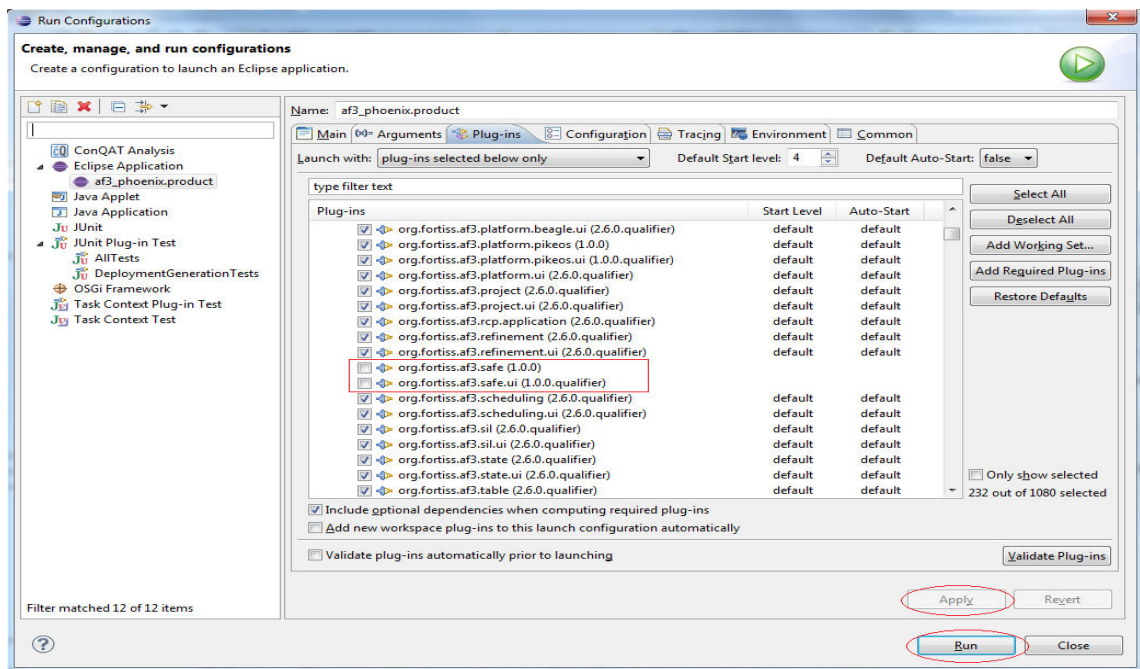 Run Configurations
Create, manage, and run configurations
Create a configuration to launch an Eclipse application.
ConQAT Analysis
Eclipse Application
af3_phoenix.product
Java Applet
Java Application
Ju JUnit
JUnit Plug-in Test
AllTests
DeploymentGenerationTests
OSGi Framework
Task Context Plug-in Test
Task Context Test
Filter matched 12 of 12 items
Name: af3_phoenix.product
Main (x)= Arguments Plug-ins Configuration Tracing Environment Common
Launch with: plug-ins selected below only Default Start level: 4 Default Auto-Start: false
type filter text
Plug-ins Start Level Auto-Start
org.fortiss.af3.platform.beagle.ui (2.6.0.qualifier) default default
org.fortiss.af3.platform.pikeos (1.0.0) default default
org.fortiss.af3.platform.pikeos.ui (1.0.0.qualifier) default default
org.fortiss.af3.platform.ui (2.6.0.qualifier) default default
org.fortiss.af3.project (2.6.0.qualifier) default default
org.fortiss.af3.project.ui (2.6.0.qualifier) default default
org.fortiss.af3.rcp.application (2.6.0.qualifier) default default
org.fortiss.af3.refinement (2.6.0.qualifier) default default
org.fortiss.af3.refinement.ui (2.6.0.qualifier) default default
org.fortiss.af3.safe (1.0.0)
org.fortiss.af3.safe.ui (1.0.0.qualifier)
org.fortiss.af3.scheduling (2.6.0.qualifier) default default
org.fortiss.af3.scheduling.ui (2.6.0.qualifier) default default
org.fortiss.af3.sil (2.6.0.qualifier) default default
org.fortiss.af3.sil.ui (2.6.0.qualifier) default default
org.fortiss.af3.state (2.6.0.qualifier) default default
org.fortiss.af3.state.ui (2.6.0.qualifier) default default
org.fortiss.af3.table (2.6.0.qualifier) default default
Select All
Deselect All
Add Working Set...
Add Required Plug-ins
Restore Defaults
Only show selected
232 out of 1080 selected
Include optional dependencies when computing required plug-ins
Add new workspace plug-ins to this launch configuration automatically
Validate plug-ins automatically prior to launching
Validate Plug-ins
Apply Revert
Run Close